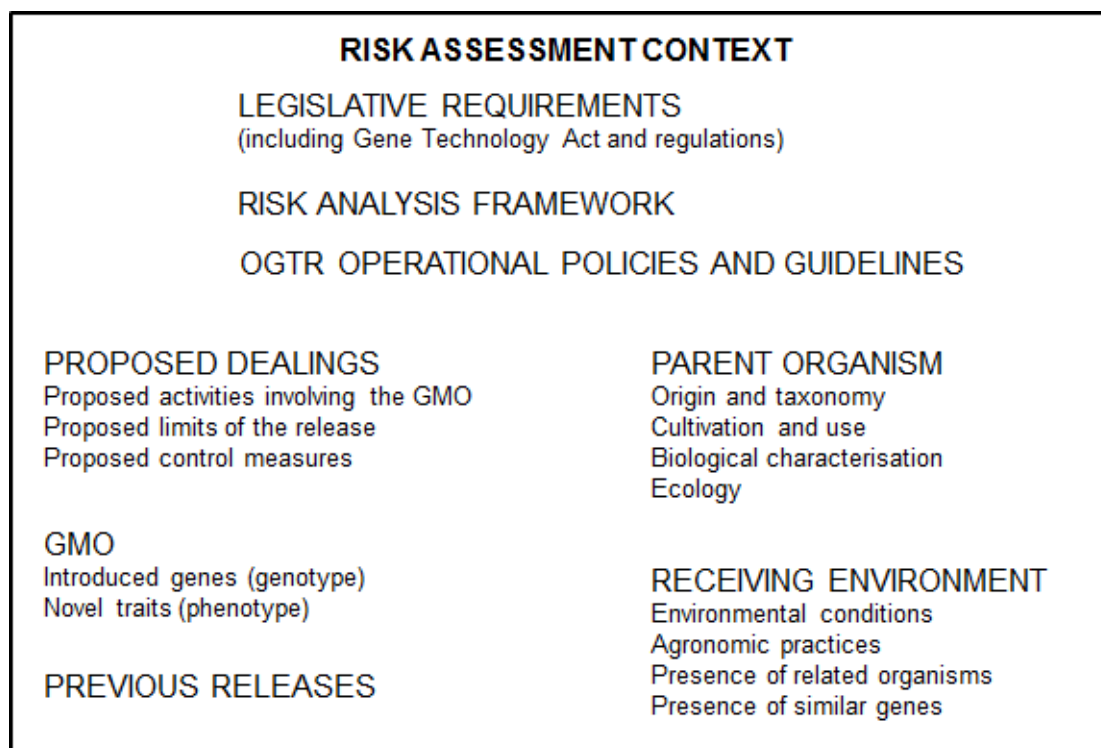 RISK ASSESSMENT CONTEXT
LEGISLATIVE REQUIREMENTS
(including Gene Technology Act and regulations)
RISK ANALYSIS FRAMEWORK
OGTR OPERATIONAL POLICIES AND GUIDELINES
PROPOSED DEALINGS
Proposed activities involving the GMO
Proposed limits of the release
Proposed control measures
GMO
Introduced genes (genotype)
Novel traits (phenotype)
PREVIOUS RELEASES
PARENT ORGANISM
Origin and taxonomy
Cultivation and use
Biological characterisation
Ecology
RECEIVING ENVIRONMENT
Environmental conditions
Agronomic practices
Presence of related organisms
Presence of similar genes